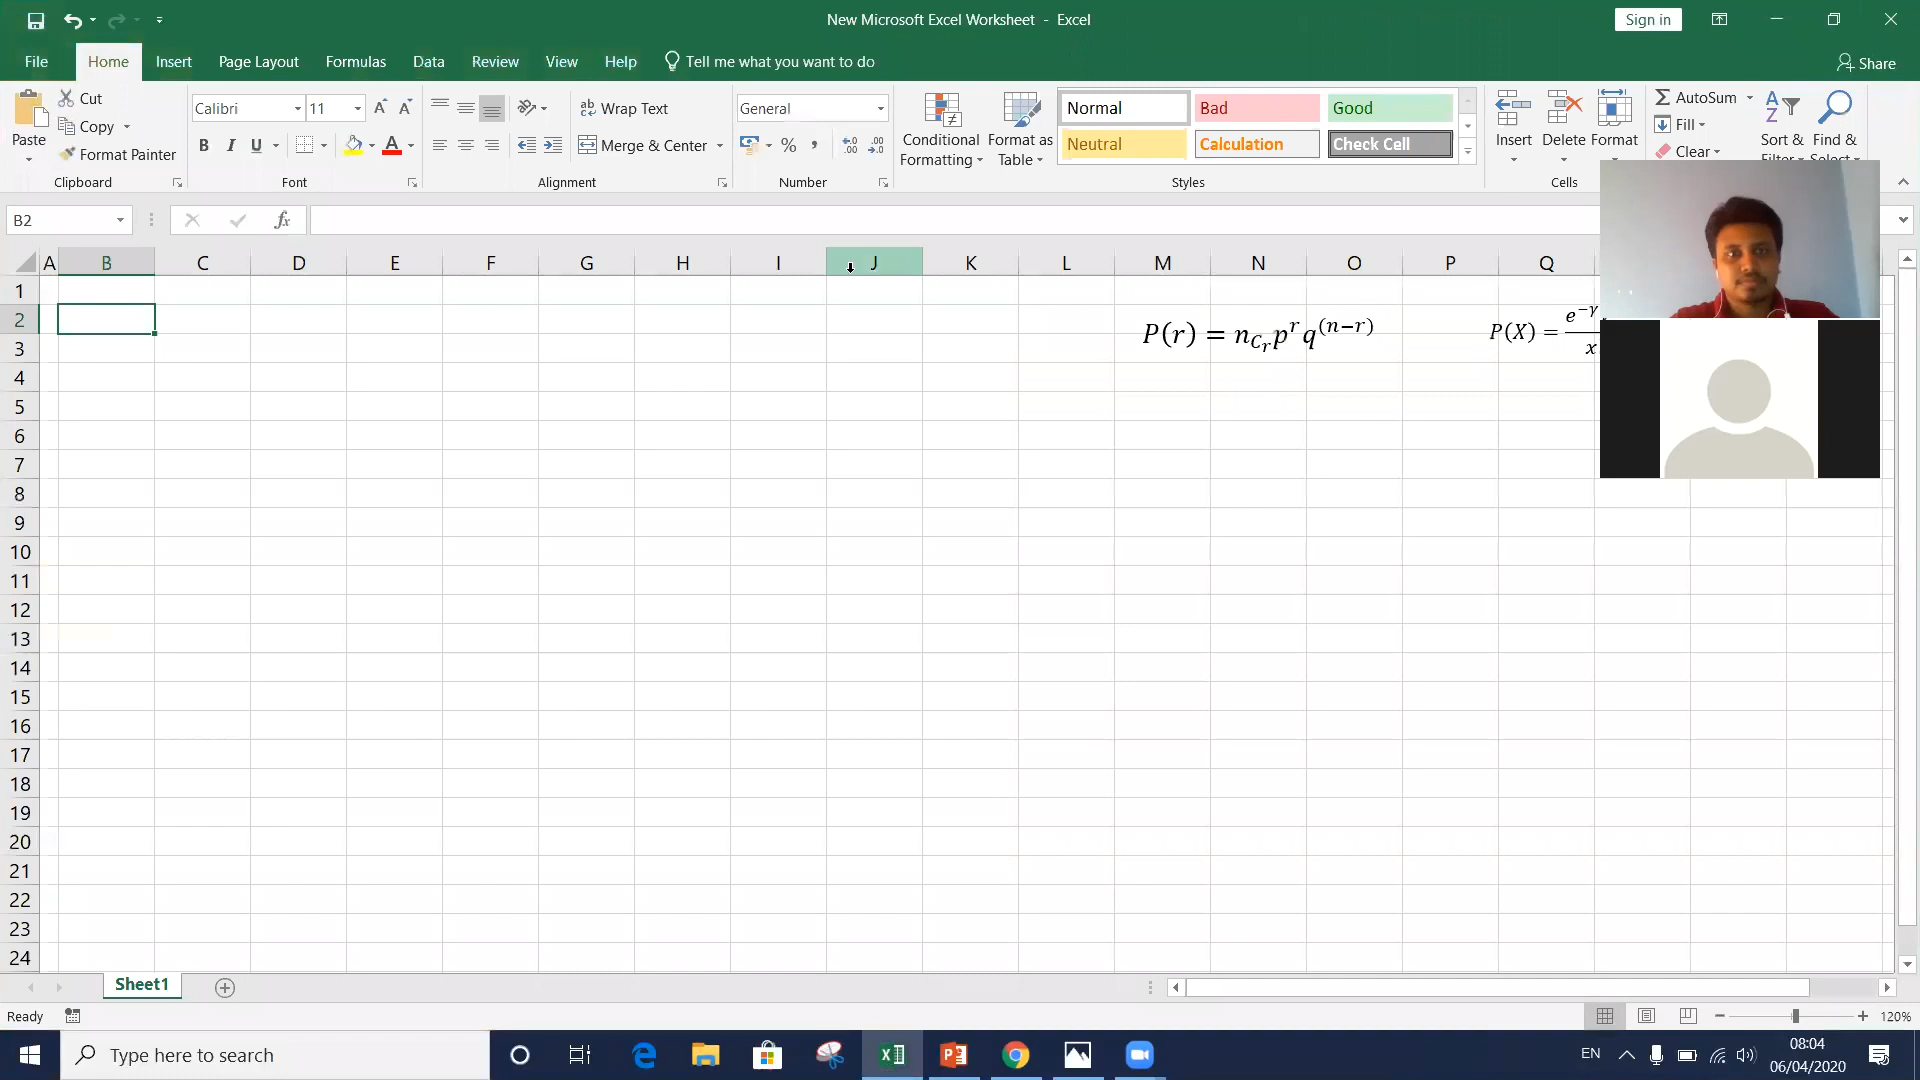 New Microsoft Excel Worksheet - Excel
Sign in
File Home Insert Page Layout Formulas Data Review View Help Tell me what you want to do Share
Paste
Cut
Copy
Format Painter
Clipboard
Calibri 11
B I U
Font
Wrap Text
Merge & Center
Alignment
General
Number
Conditional Formatting
Format as Table
Normal Bad Good
Neutral Calculation Check Cell
Styles
Insert Delete Format
Cells
AutoSum
Fill
Clear
Sort &
Filter
Find &
Select
B2
fx
A B C D E F G H I J K L M N O P Q
1
2
3
4
5
6
7
8
9
10
11
12
13
14
15
16
17
18
19
20
21
22
23
24
P(r) = n_{C_r} p^r q^{(n−r)}
P(X) = e^{−γ} / x
Sheet1
Ready
120%
Type here to search
EN
08:04
06/04/2020